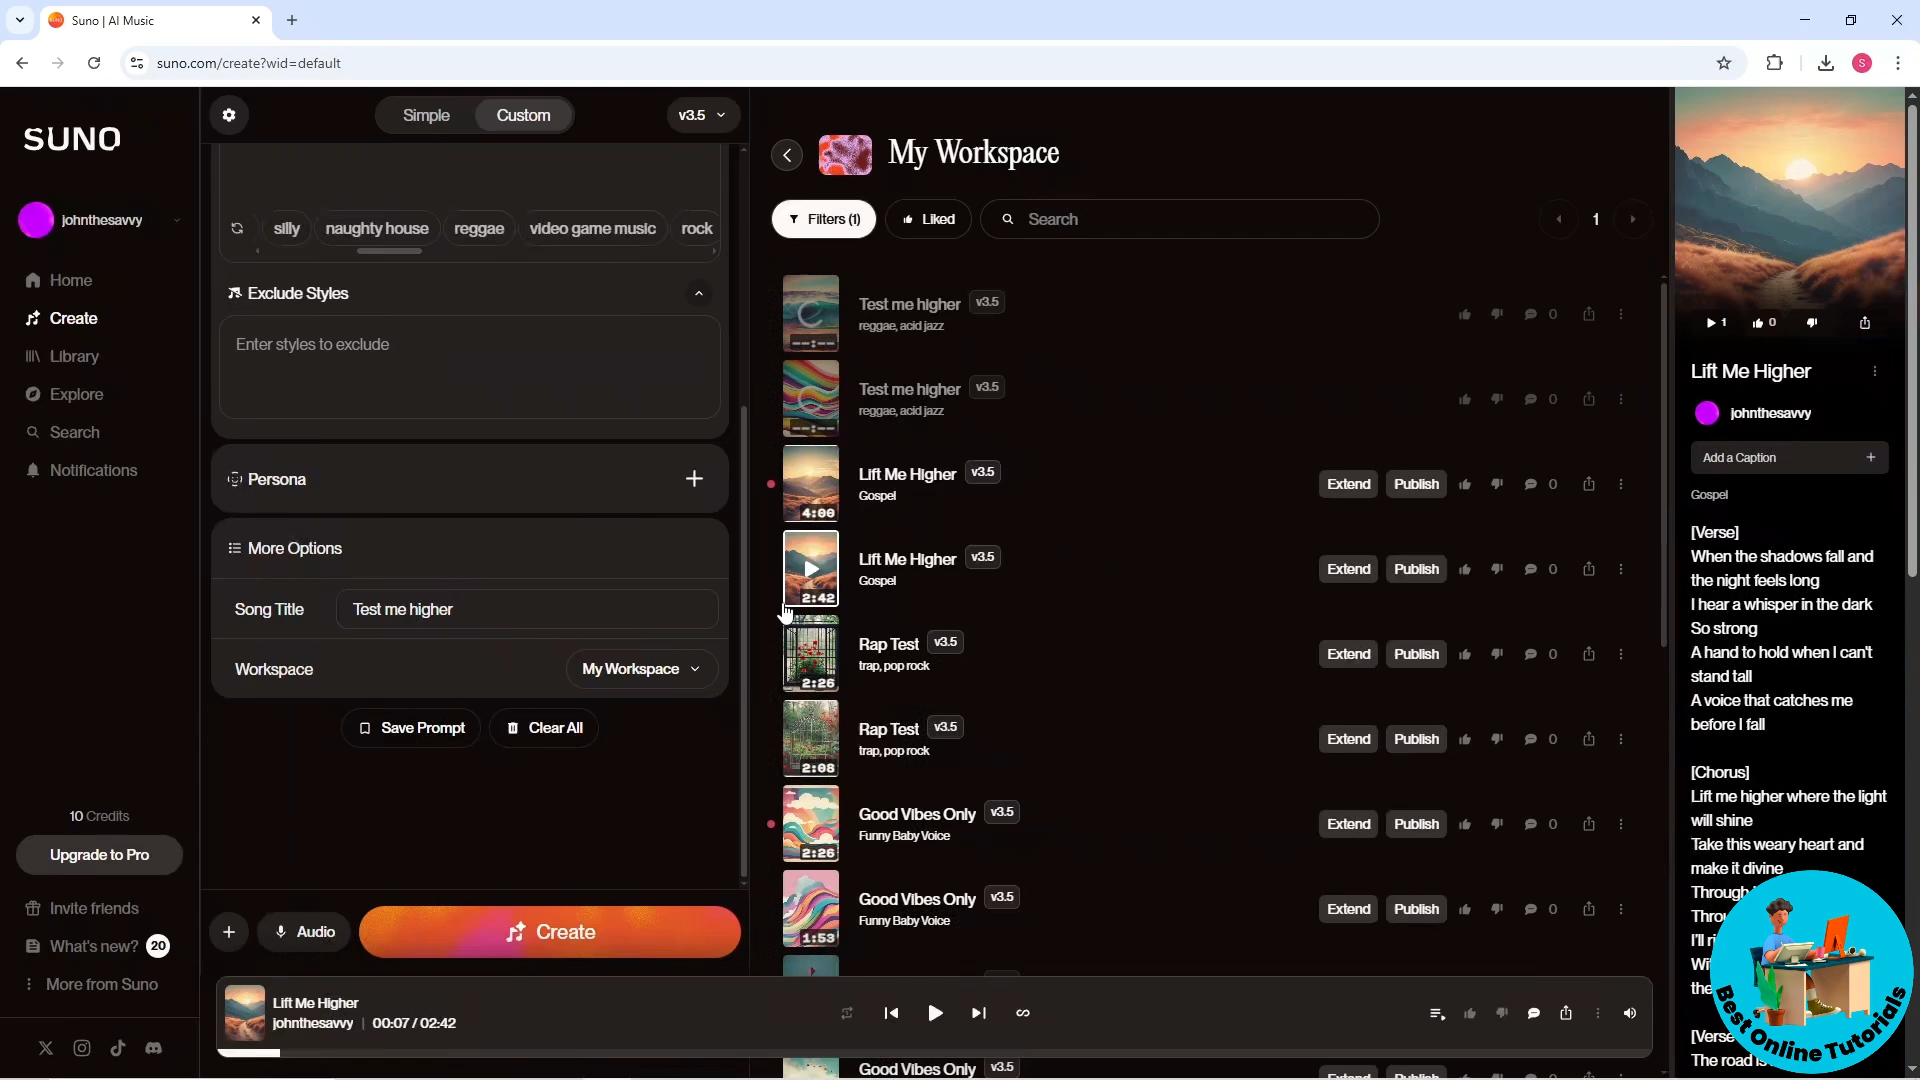 Suno | AI Music
suno.com/create?wid=default
S
SUNO
johnthesavvy
Home
Create
Library
Explore
Search
Notifications
10 Credits
Upgrade to Pro
Invite friends
What's new? 20
More from Suno
Simple
Custom
v3.5
silly
naughty house
reggae
video game music
rock
Exclude Styles
Enter styles to exclude
Persona
More Options
Song Title
Test me higher
Workspace
My Workspace
Save Prompt
Clear All
Audio
Create
My Workspace
Filters (1)
Liked
Search
1
Test me higher v3.5
reggae, acid jazz
--:--
0
Test me higher v3.5
reggae, acid jazz
--:--
0
Lift Me Higher v3.5
Gospel
4:00
Extend Publish 0
Lift Me Higher v3.5
Gospel
2:42
Extend Publish 0
Rap Test v3.5
trap, pop rock
2:26
Extend Publish 0
Rap Test v3.5
trap, pop rock
2:08
Extend Publish 0
Good Vibes Only v3.5
Funny Baby Voice
2:26
Extend Publish 0
Good Vibes Only v3.5
Funny Baby Voice
1:53
Extend Publish 0
Good Vibes Only v3.5
Lift Me Higher
johnthesavvy | 00:07 / 02:42
1
0
Lift Me Higher
johnthesavvy
Add a Caption
Gospel
[Verse]
When the shadows fall and
the night feels long
I hear a whisper in the dark
So strong
A hand to hold when I can't
stand tall
A voice that catches me
before I fall
[Chorus]
Lift me higher where the light
will shine
Take this weary heart and
make it divine
I'll
the
[Verse
The road
Best Online Tutorials